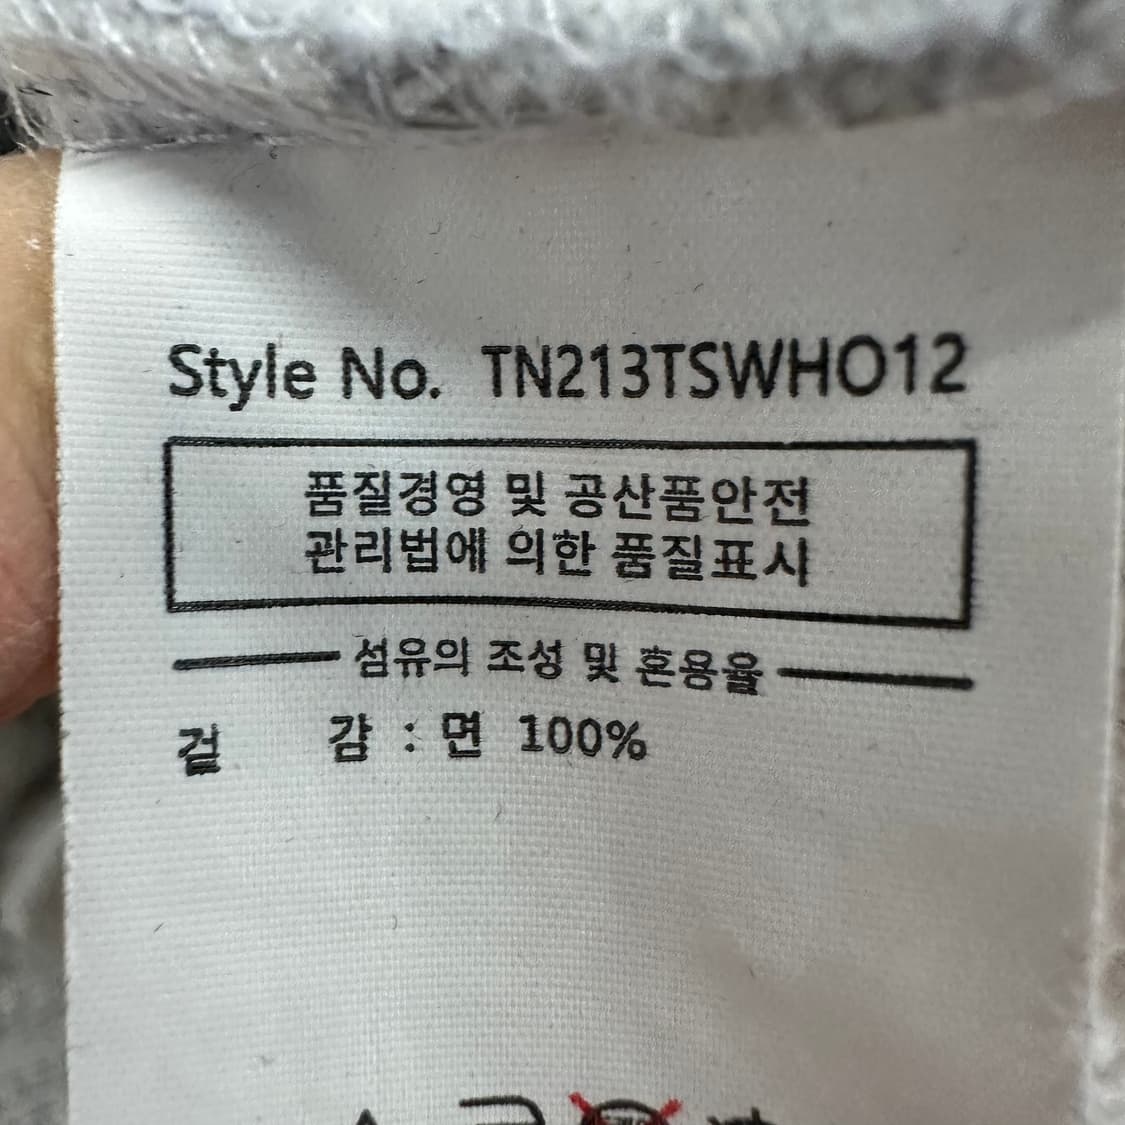 Style No. TN213TSWHO12
품질경영 및 공산품안전
관리법에 의한 품질표시
섬유의 조성 및 혼용율
겉 감 : 면 100%